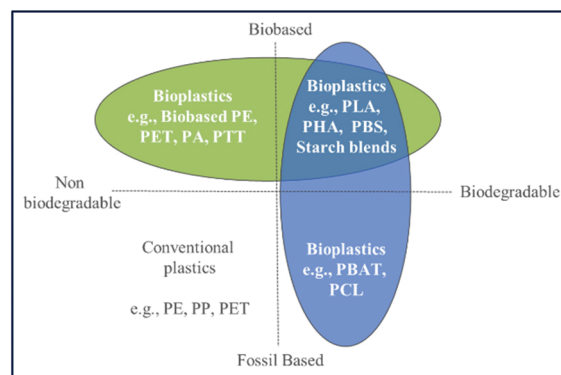 Biobased
Bioplastics
e.g., Biobased PE,
PET, PA, PTT
Bioplastics
e.g., PLA,
PHA, PBS,
Starch blends
Non
biodegradable
Biodegradable
Conventional
plastics
e.g., PE, PP, PET
Bioplastics
e.g., PBAT,
PCL
Fossil Based